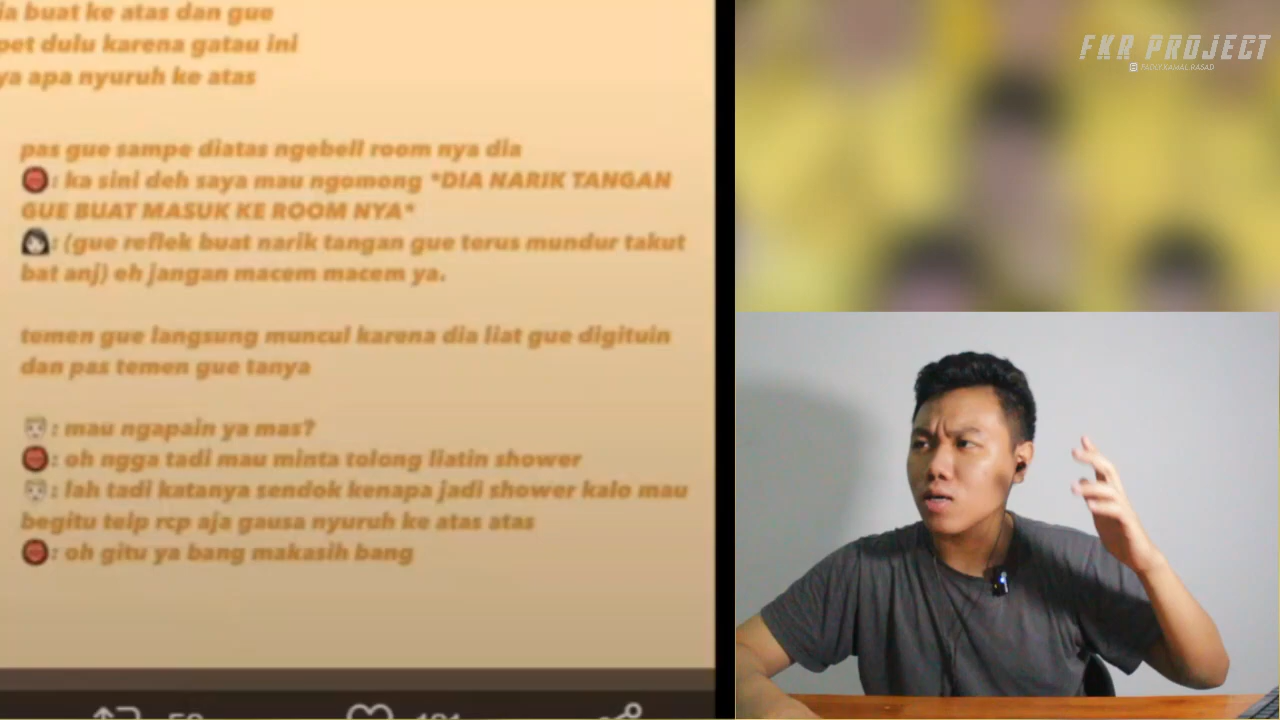 ia buat ke atas dan gue
pet dulu karena gatau ini
ya apa nyuruh ke atas
pas gue sampe diatas ngebell room nya dia
: ka sini deh saya mau ngomong *DIA NARIK TANGAN
GUE BUAT MASUK KE ROOM NYA*
: (gue reflek buat narik tangan gue terus mundur takut
bat anj) eh jangan macem macem ya.
temen gue langsung muncul karena dia liat gue digituin
dan pas temen gue tanya
: mau ngapain ya mas?
: oh ngga tadi mau minta tolong liatin shower
: lah tadi katanya sendok kenapa jadi shower kalo mau
begitu telp rcp aja gausa nyuruh ke atas atas
: oh gitu ya bang makasih bang
FKR PROJECT
FADLY KAMAL RASAD